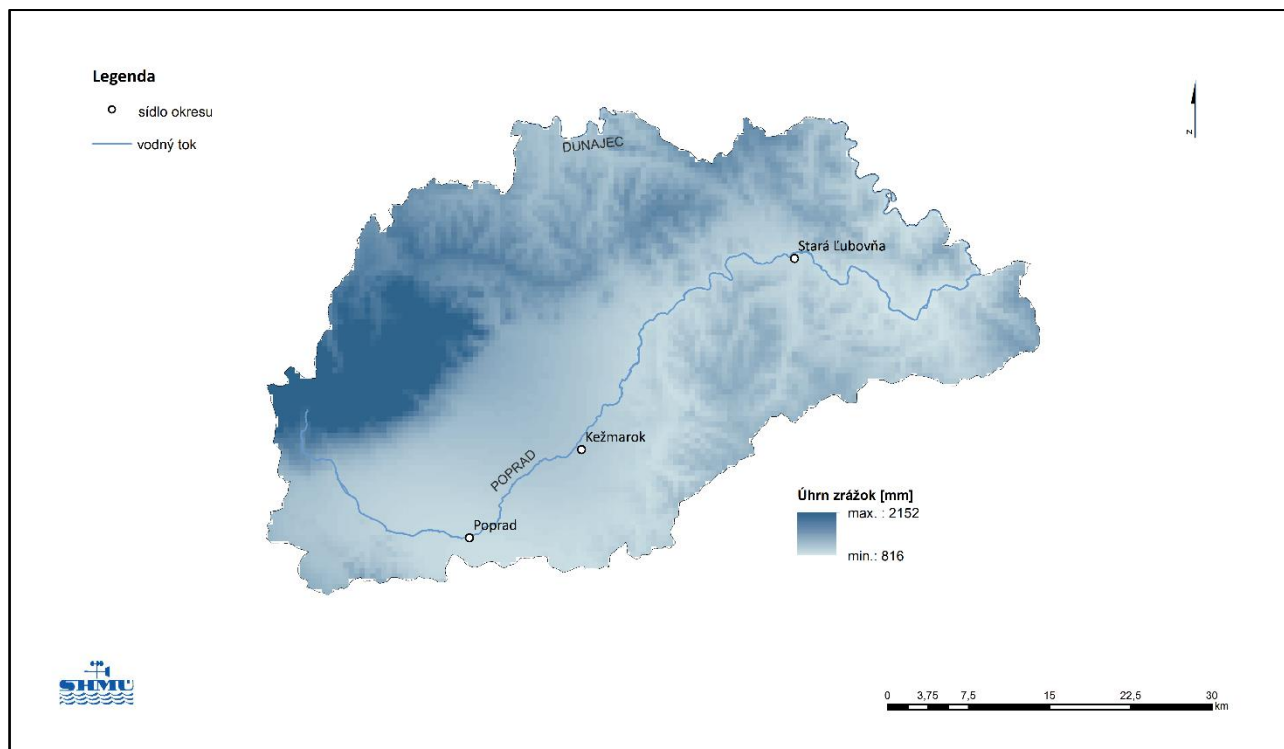 Legenda
sídlo okresu
vodný tok
z
DUNAJEC
Stará Ľubovňa
Kežmarok
POPRAD
Poprad
Úhrn zrážok [mm]
max. : 2152
min.: 816
SHMÚ
0 3,75 7,5 15 22,5 30
km